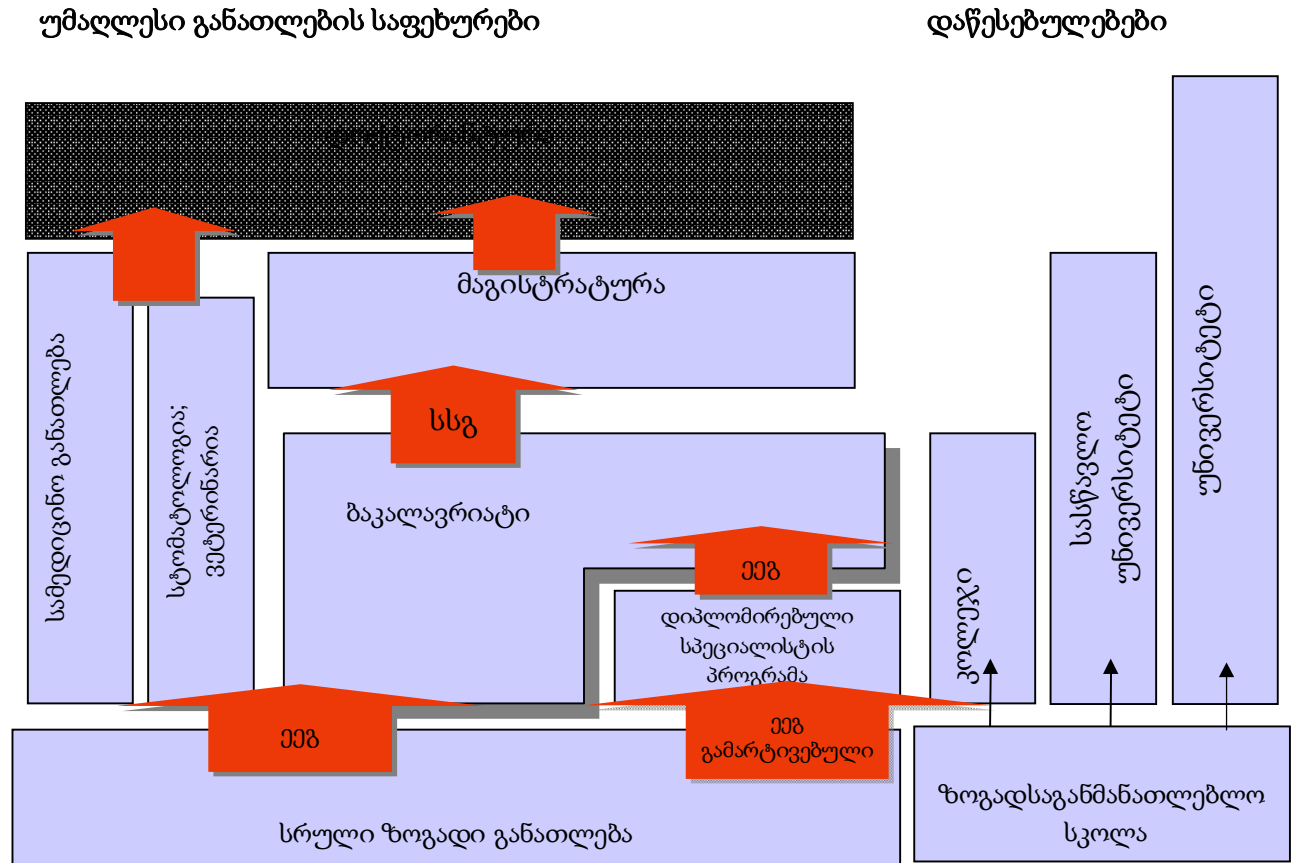 უმაღლესი განათლების საფეხურები
დაწესებულებები
დოქტორანტურა
მაგისტრატურა
სამედიცინო განათლება
სტომატოლოგია;
ვეტერინარია
სსგ
ბაკალავრიატი
ეეგ
დიპლომირებული
სპეციალისტის
პროგრამა
ეეგ
ეეგ
გამარტივებული
სრული ზოგადი განათლება
კოლეჯი
სასწავლო
უნივერსიტეტი
უნივერსიტეტი
ზოგადსაგანმანათლებლო
სკოლა